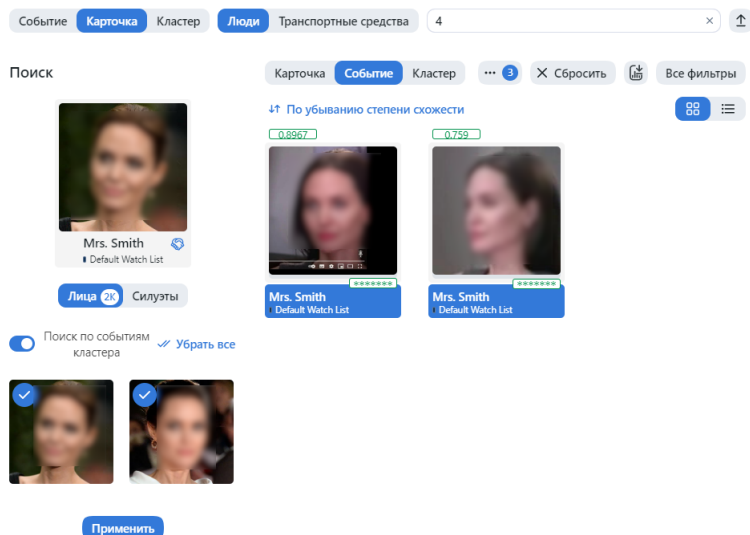 Событие Карточка Кластер Люди Транспортные средства 4
Поиск
Карточка Событие Кластер ··· 3 Сбросить Все фильтры
По убыванию степени схожести
0.8967 0.759
Mrs. Smith
Default Watch List
Лица 2K Силуэты
******* *******
Mrs. Smith Mrs. Smith
Default Watch List Default Watch List
Поиск по событиям
кластера
Убрать все
Применить